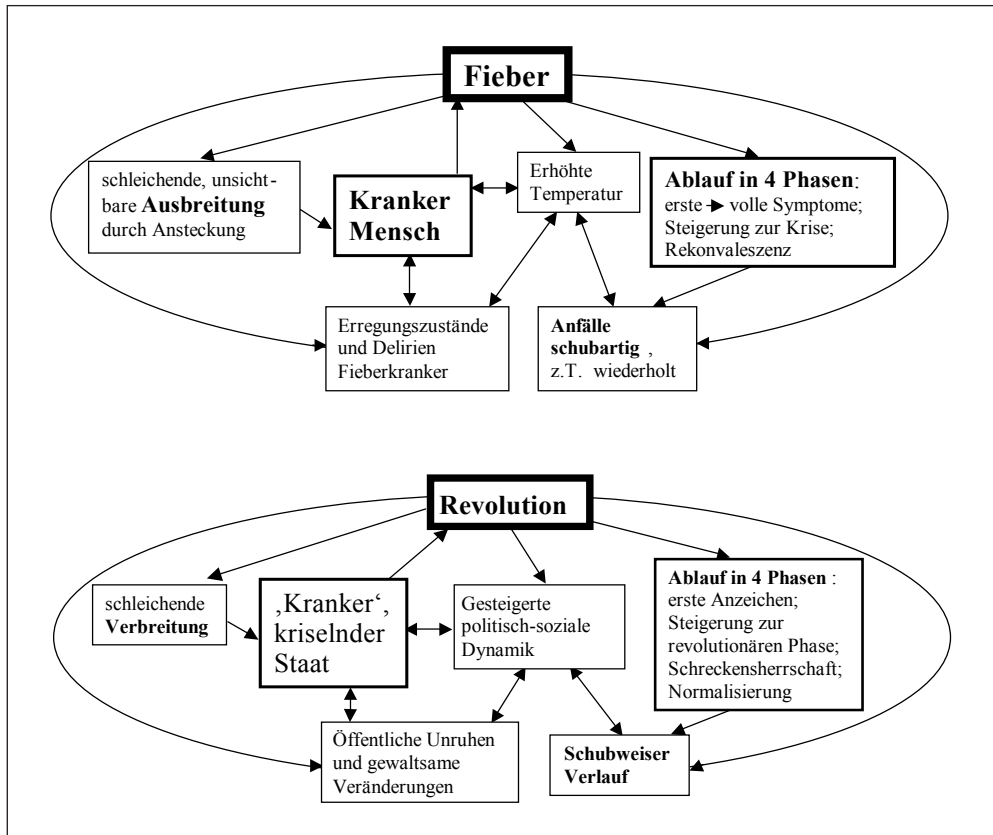 Fieber
schleichende, unsicht-
bare Ausbreitung
durch Ansteckung
Kranker
Mensch
Erhöhte
Temperatur
Ablauf in 4 Phasen:
erste → volle Symptome;
Steigerung zur Krise;
Rekonvaleszenz
Erregungszustände
und Delirien
Fieberkranker
Anfälle
schubartig ,
z.T. wiederholt
Revolution
schleichende
Verbreitung
‚Kranker‘,
kriselnder
Staat
Gesteigerte
politisch-soziale
Dynamik
Ablauf in 4 Phasen :
erste Anzeichen;
Steigerung zur
revolutionären Phase;
Schreckensherrschaft;
Normalisierung
Öffentliche Unruhen
und gewaltsame
Veränderungen
Schubweiser
Verlauf